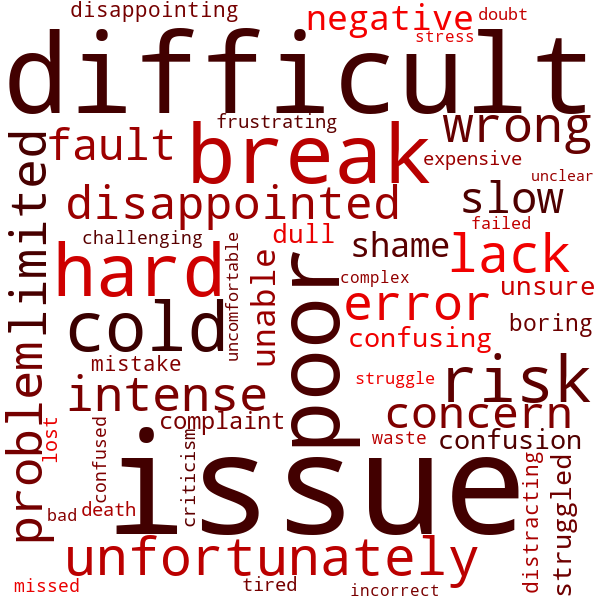 disappointing
negative
doubt
stress
difficult
frustrating
wrong
fault
break
expensive
unclear
disappointed
slow
failed
limited
challenging
uncomfortable
dull
shame
lack
hard
unable
poor
complex
unsure
error
cold
boring
confusing
mistake
struggle
risk
intense
concern
complaint
problem
lost
confused
criticism
issue
waste
confusion
distracting
struggled
bad
death
unfortunately
missed
tired
incorrect